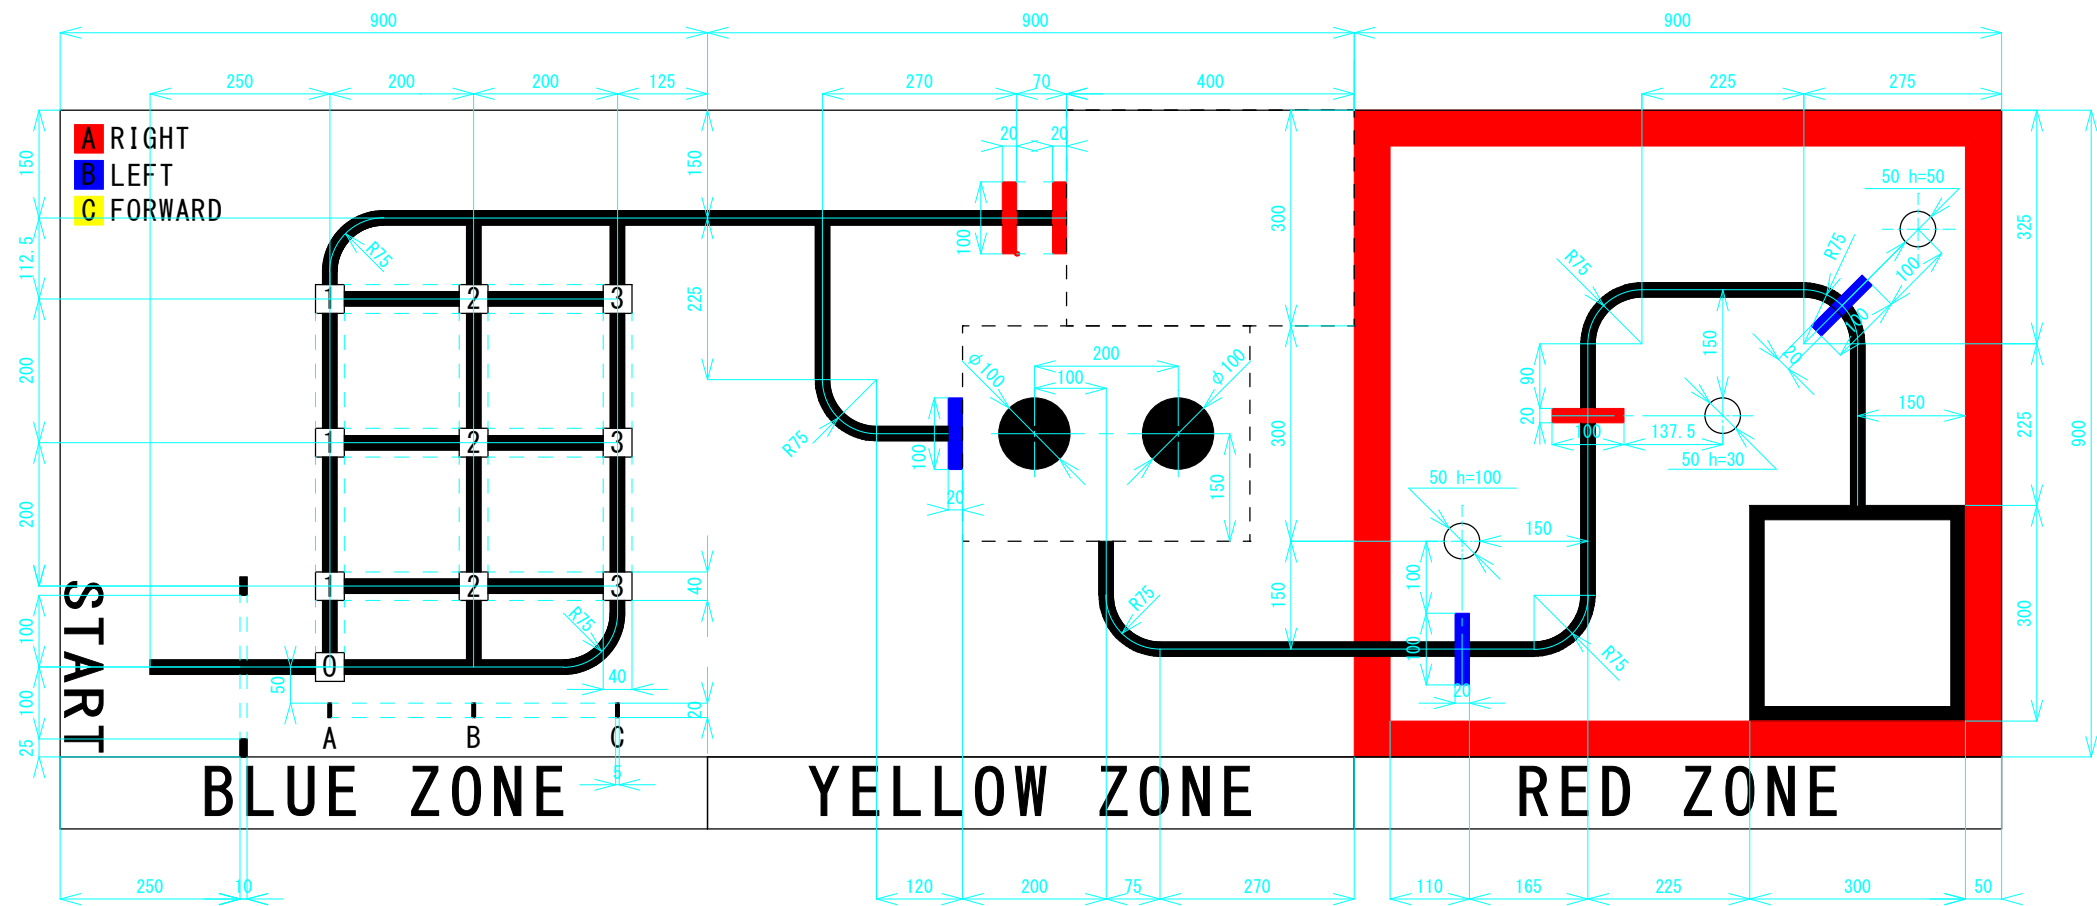 900 900 900
250 200 200 125 270 70 400 225 275
A RIGHT
B LEFT
C FORWARD
150 150 20 20 50 h=50
112.5 R75 100 300 R75 R75 100 325
1 2 3
225
200 200 150 100 20
φ100 100 φ100 90
1 2 3
R75 100 300 20 100 137.5 150 225 900
50 h=30
20 150 50 h=100
200 150
1 2 3
40 100 150 300
START
100 R75 R75
0
50 40 100 R75
100 20 20
25 A B C
5
BLUE ZONE YELLOW ZONE RED ZONE
250 10 120 200 75 270 110 165 225 300 50